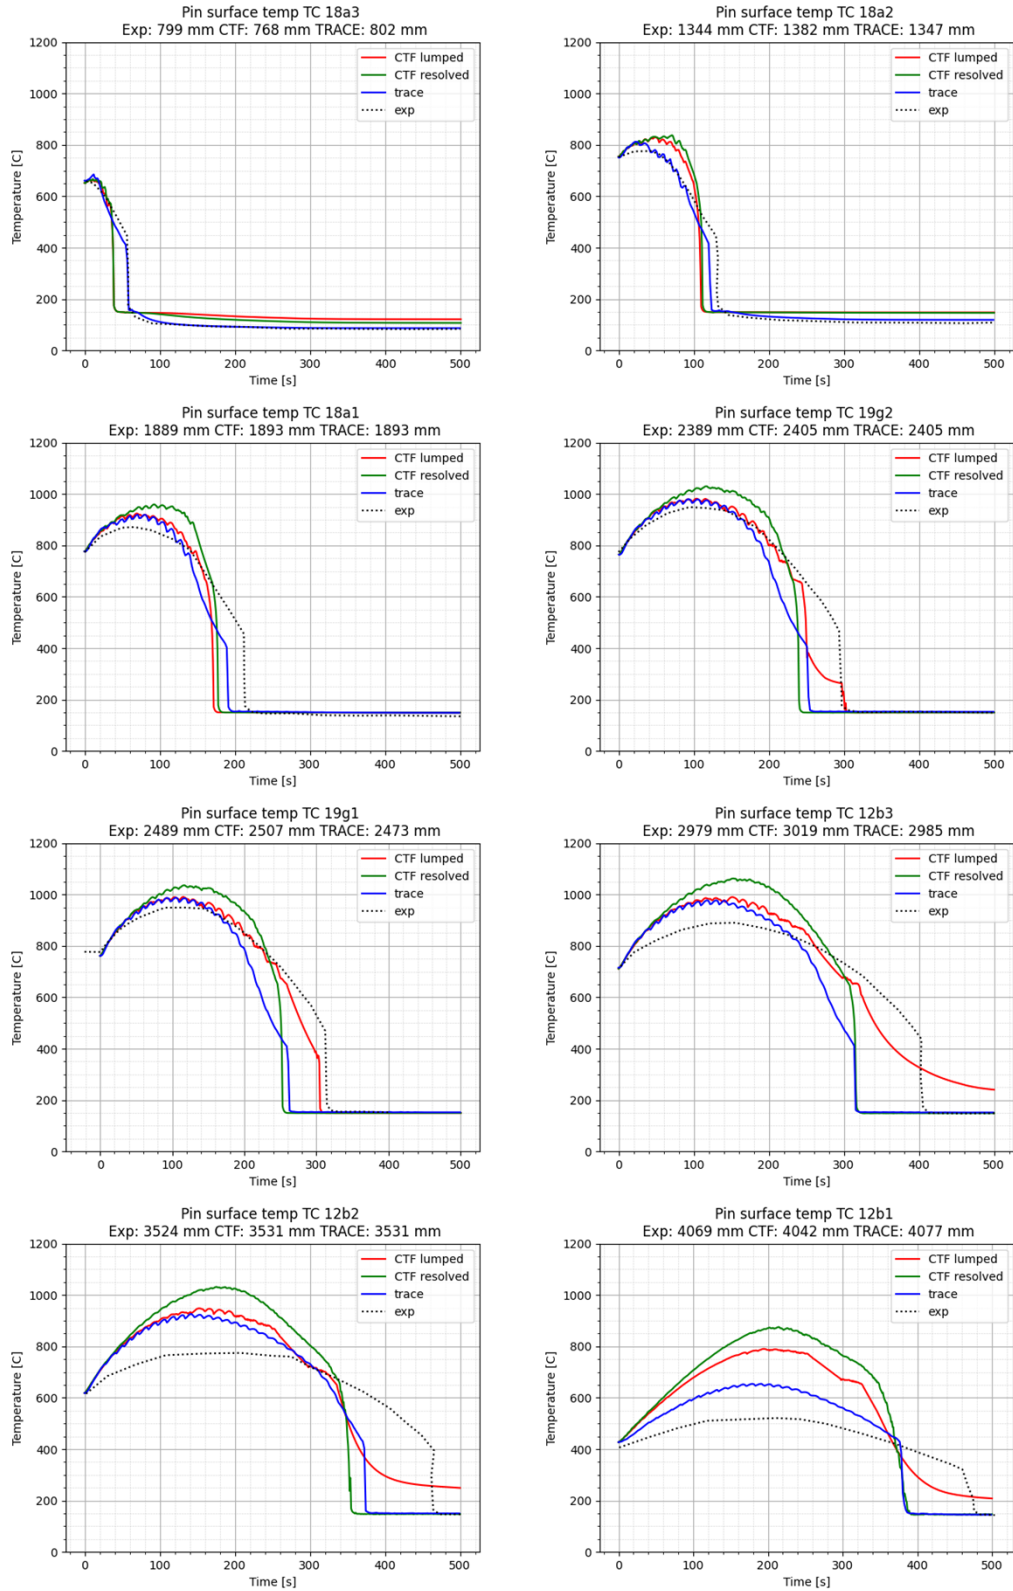 Pin surface temp TC 18a3
Exp: 799 mm CTF: 768 mm TRACE: 802 mm
1200
1000
800
600
400
200
0
Temperature [C]
CTF lumped
CTF resolved
trace
exp
0 100 200 300 400 500
Time [s]
Pin surface temp TC 18a2
Exp: 1344 mm CTF: 1382 mm TRACE: 1347 mm
1200
1000
800
600
400
200
0
Temperature [C]
CTF lumped
CTF resolved
trace
exp
0 100 200 300 400 500
Time [s]
Pin surface temp TC 18a1
Exp: 1889 mm CTF: 1893 mm TRACE: 1893 mm
1200
1000
800
600
400
200
0
Temperature [C]
CTF lumped
CTF resolved
trace
exp
0 100 200 300 400 500
Time [s]
Pin surface temp TC 19g2
Exp: 2389 mm CTF: 2405 mm TRACE: 2405 mm
1200
1000
800
600
400
200
0
Temperature [C]
CTF lumped
CTF resolved
trace
exp
0 100 200 300 400 500
Time [s]
Pin surface temp TC 19g1
Exp: 2489 mm CTF: 2507 mm TRACE: 2473 mm
1200
1000
800
600
400
200
0
Temperature [C]
CTF lumped
CTF resolved
trace
exp
0 100 200 300 400 500
Time [s]
Pin surface temp TC 12b3
Exp: 2979 mm CTF: 3019 mm TRACE: 2985 mm
1200
1000
800
600
400
200
0
Temperature [C]
CTF lumped
CTF resolved
trace
exp
0 100 200 300 400 500
Time [s]
Pin surface temp TC 12b2
Exp: 3524 mm CTF: 3531 mm TRACE: 3531 mm
1200
1000
800
600
400
200
0
Temperature [C]
CTF lumped
CTF resolved
trace
exp
0 100 200 300 400 500
Time [s]
Pin surface temp TC 12b1
Exp: 4069 mm CTF: 4042 mm TRACE: 4077 mm
1200
1000
800
600
400
200
0
Temperature [C]
CTF lumped
CTF resolved
trace
exp
0 100 200 300 400 500
Time [s]